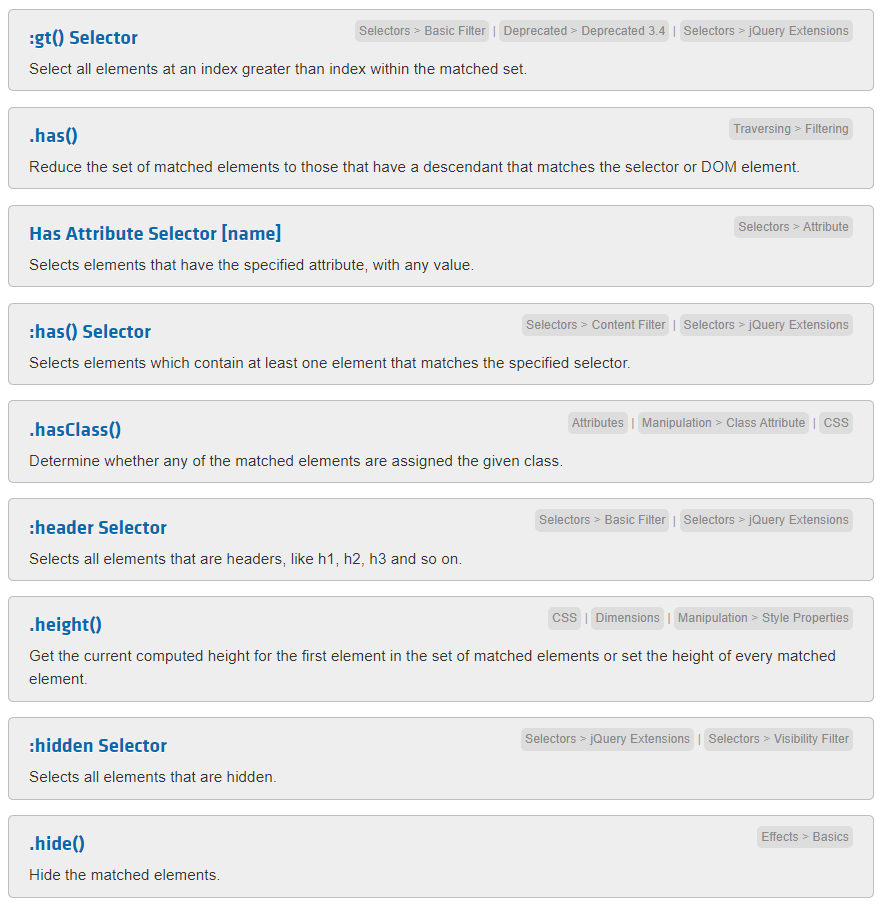 :gt() Selector
Selectors > Basic Filter | Deprecated > Deprecated 3.4 | Selectors > jQuery Extensions
Select all elements at an index greater than index within the matched set.
.has()
Traversing > Filtering
Reduce the set of matched elements to those that have a descendant that matches the selector or DOM element.
Has Attribute Selector [name]
Selectors > Attribute
Selects elements that have the specified attribute, with any value.
:has() Selector
Selectors > Content Filter | Selectors > jQuery Extensions
Selects elements which contain at least one element that matches the specified selector.
.hasClass()
Attributes | Manipulation > Class Attribute | CSS
Determine whether any of the matched elements are assigned the given class.
:header Selector
Selectors > Basic Filter | Selectors > jQuery Extensions
Selects all elements that are headers, like h1, h2, h3 and so on.
.height()
CSS | Dimensions | Manipulation > Style Properties
Get the current computed height for the first element in the set of matched elements or set the height of every matched
element.
:hidden Selector
Selectors > jQuery Extensions | Selectors > Visibility Filter
Selects all elements that are hidden.
.hide()
Effects > Basics
Hide the matched elements.